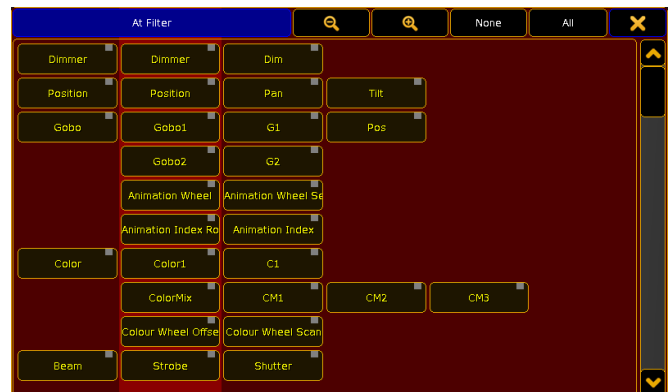 At Filter None All
Dimmer Dimmer Dim
Position Position Pan Tilt
Gobo Gobo1 G1 Pos
Gobo2 G2
Animation Wheel Animation Wheel Se
Animation Index Ro Animation Index
Color Color1 C1
ColorMix CM1 CM2 CM3
Colour Wheel Offse Colour Wheel Scan
Beam Strobe Shutter